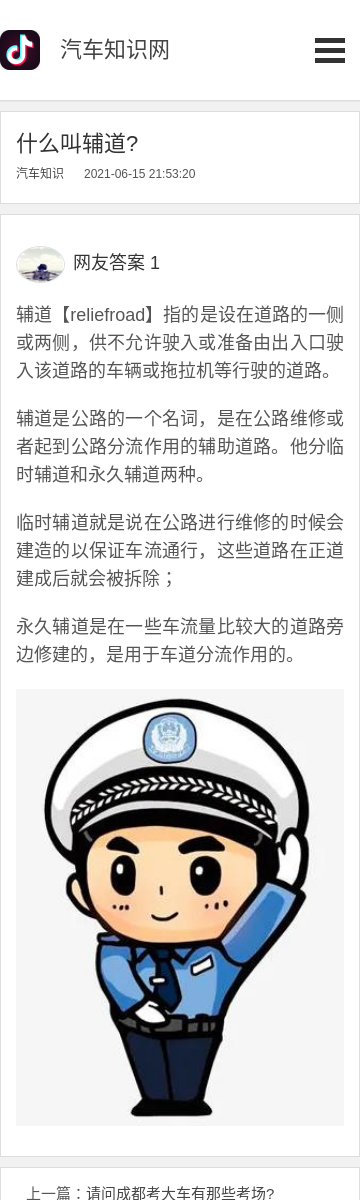 汽车知识网
什么叫辅道?
汽车知识 2021-06-15 21:53:20
网友答案 1
辅道【reliefroad】指的是设在道路的一侧
或两侧，供不允许驶入或准备由出入口驶
入该道路的车辆或拖拉机等行驶的道路。
辅道是公路的一个名词，是在公路维修或
者起到公路分流作用的辅助道路。他分临
时辅道和永久辅道两种。
临时辅道就是说在公路进行维修的时候会
建造的以保证车流通行，这些道路在正道
建成后就会被拆除；
永久辅道是在一些车流量比较大的道路旁
边修建的，是用于车道分流作用的。
上一篇：请问成都考大车有那些考场?